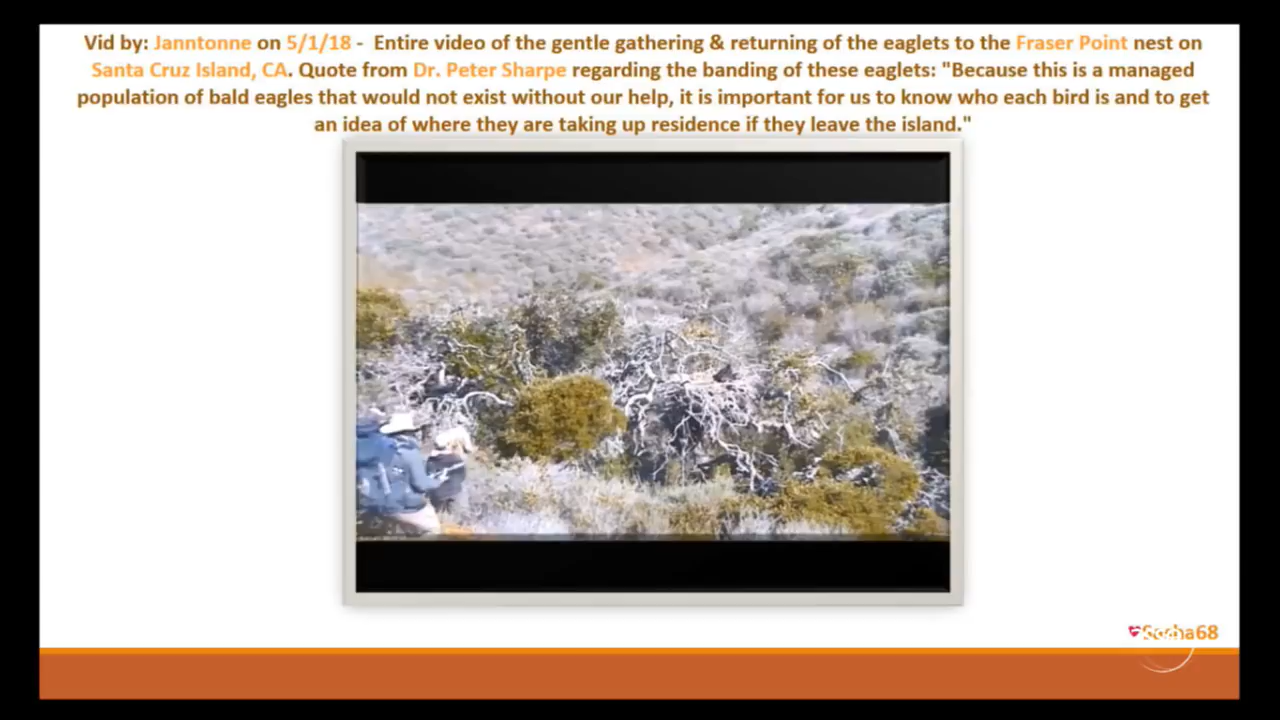 Vid by: Janntonne on 5/1/18 - Entire video of the gentle gathering & returning of the eaglets to the Fraser Point nest on
Santa Cruz Island, CA. Quote from Dr. Peter Sharpe regarding the banding of these eaglets: "Because this is a managed
population of bald eagles that would not exist without our help, it is important for us to know who each bird is and to get
an idea of where they are taking up residence if they leave the island."